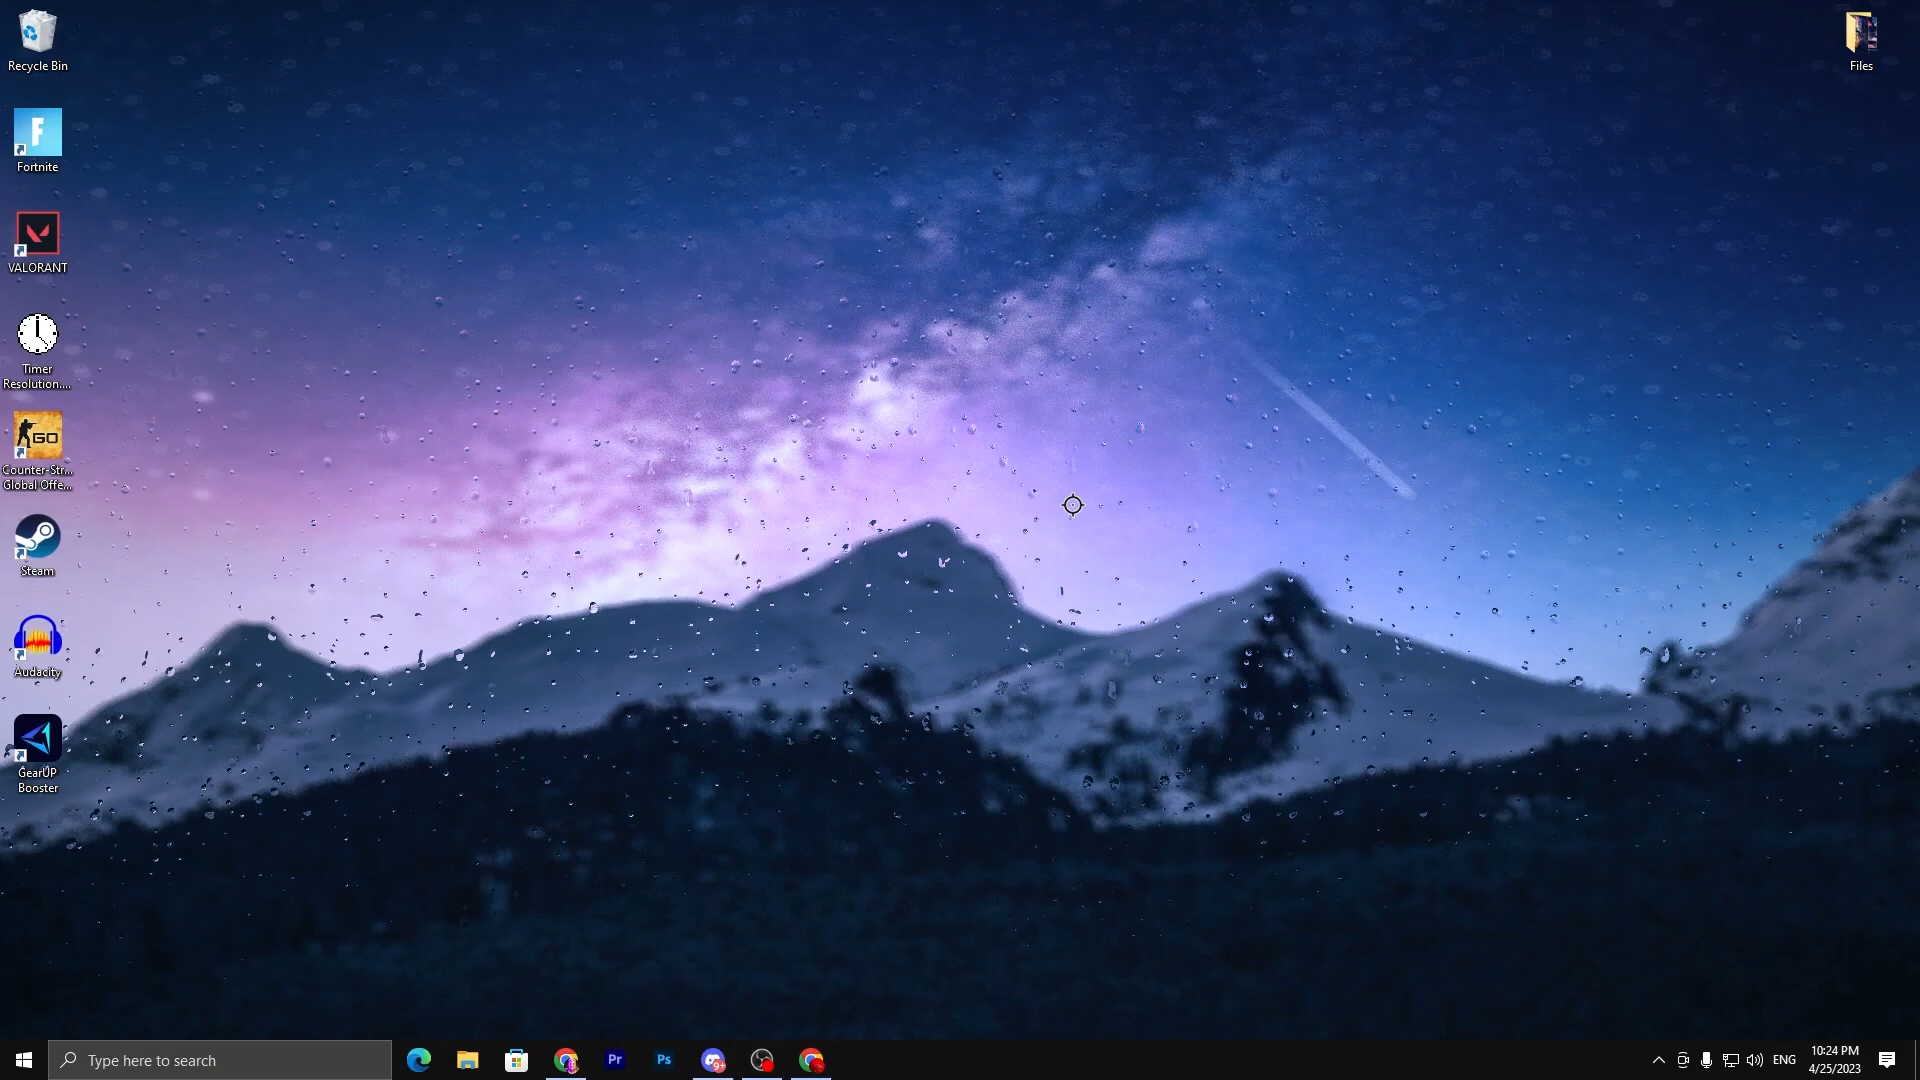 Recycle Bin
Files
F
Fortnite
VALORANT
Timer
Resolution....
GO
Counter-Str...
Global Offe...
Steam
Audacity
GearUP
Booster
Type here to search
Pr
Ps
9+
ENG
10:24 PM
4/25/2023